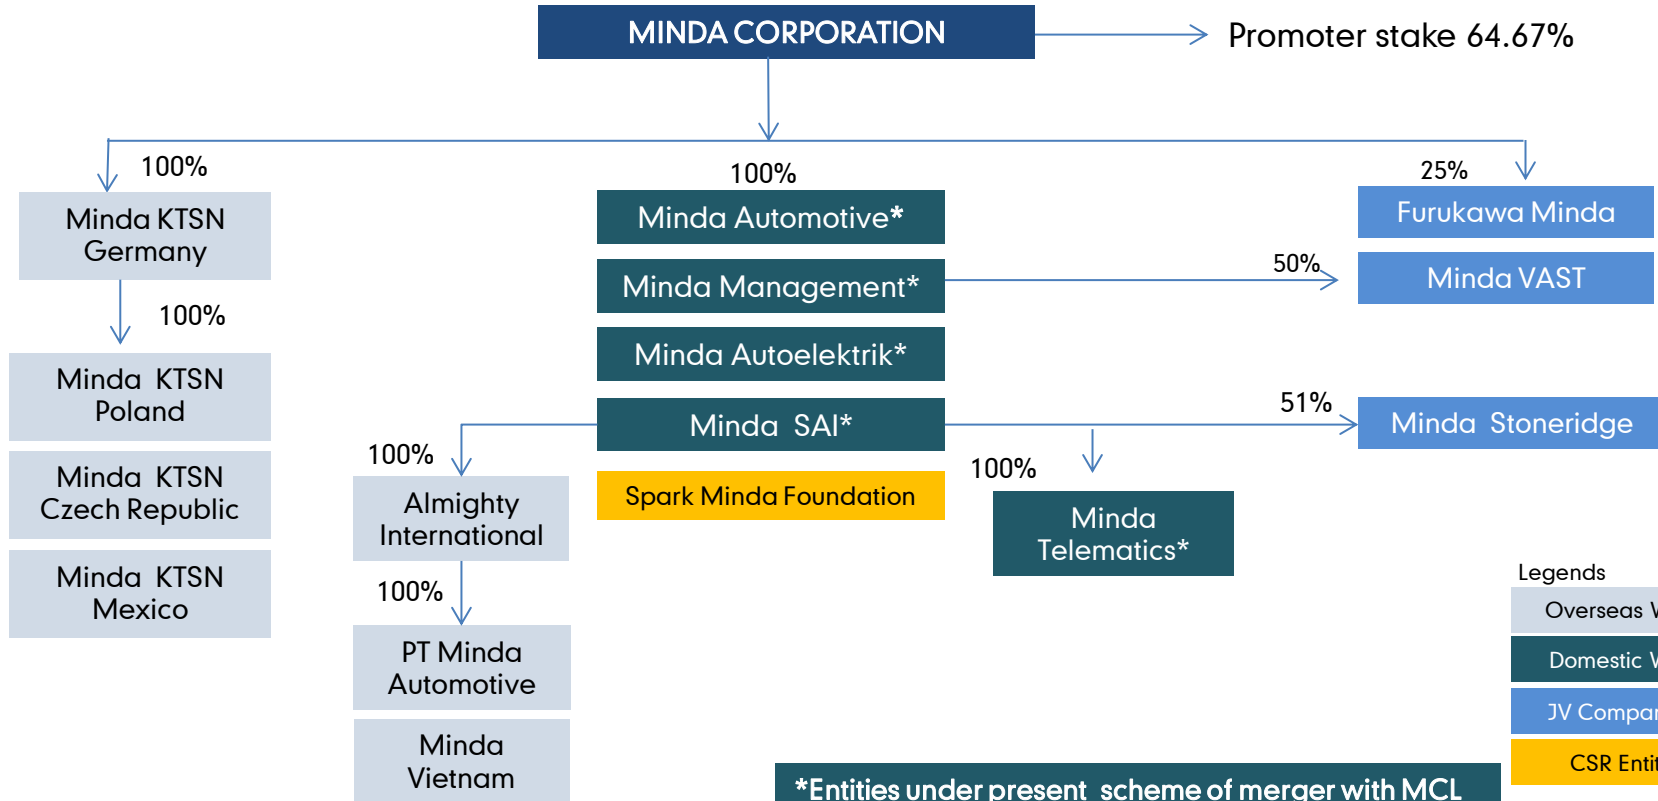 MINDA CORPORATION
Promoter stake 64.67%
100%
100%
25%
Minda KTSN
Germany
Minda Automotive*
Furukawa Minda
Minda Management*
50%
Minda VAST
100%
Minda Autoelektrik*
Minda KTSN
Poland
Minda SAI*
51%
Minda Stoneridge
100%
100%
Minda KTSN
Czech Republic
Almighty
International
Spark Minda Foundation
Minda
Telematics*
Minda KTSN
Mexico
100%
PT Minda
Automotive
Minda
Vietnam
Legends
Overseas
Domestic
JV
CSR
*Entities under present scheme of merger with MCL